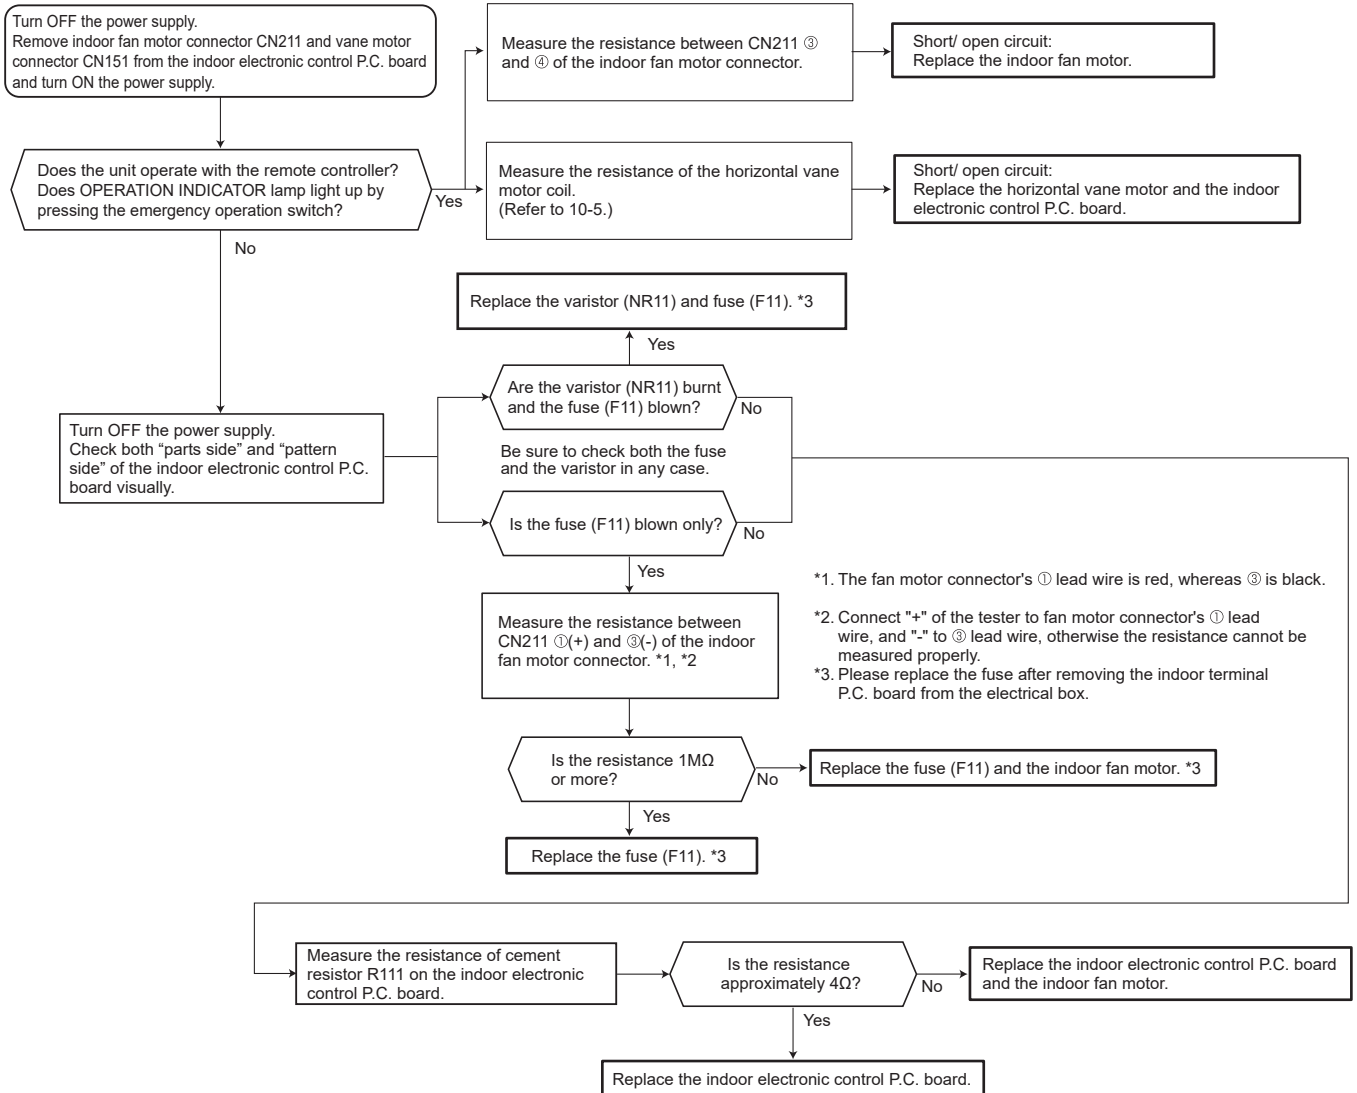 Turn OFF the power supply.
Remove indoor fan motor connector CN211 and vane motor
connector CN151 from the indoor electronic control P.C. board
and turn ON the power supply.
Measure the resistance between CN211 ③
and ④ of the indoor fan motor connector.
Short/ open circuit:
Replace the indoor fan motor.
Does the unit operate with the remote controller?
Does OPERATION INDICATOR lamp light up by
pressing the emergency operation switch?
Yes
Measure the resistance of the horizontal vane
motor coil.
(Refer to 10-5.)
Short/ open circuit:
Replace the horizontal vane motor and the indoor
electronic control P.C. board.
No
Replace the varistor (NR11) and fuse (F11). *3
Yes
Are the varistor (NR11) burnt
and the fuse (F11) blown?
No
Turn OFF the power supply.
Check both “parts side” and “pattern
side” of the indoor electronic control P.C.
board visually.
Be sure to check both the fuse
and the varistor in any case.
Is the fuse (F11) blown only?
No
Yes
Measure the resistance between
CN211 ①(+) and ③(-) of the indoor
fan motor connector. *1, *2
*1. The fan motor connector's ① lead wire is red, whereas ③ is black.
*2. Connect "+" of the tester to fan motor connector's ① lead
wire, and "-" to ③ lead wire, otherwise the resistance cannot be
measured properly.
*3. Please replace the fuse after removing the indoor terminal
P.C. board from the electrical box.
Is the resistance 1MΩ
or more?
No
Replace the fuse (F11) and the indoor fan motor. *3
Yes
Replace the fuse (F11). *3
Measure the resistance of cement
resistor R111 on the indoor electronic
control P.C. board.
Is the resistance
approximately 4Ω?
No
Replace the indoor electronic control P.C. board
and the indoor fan motor.
Yes
Replace the indoor electronic control P.C. board.